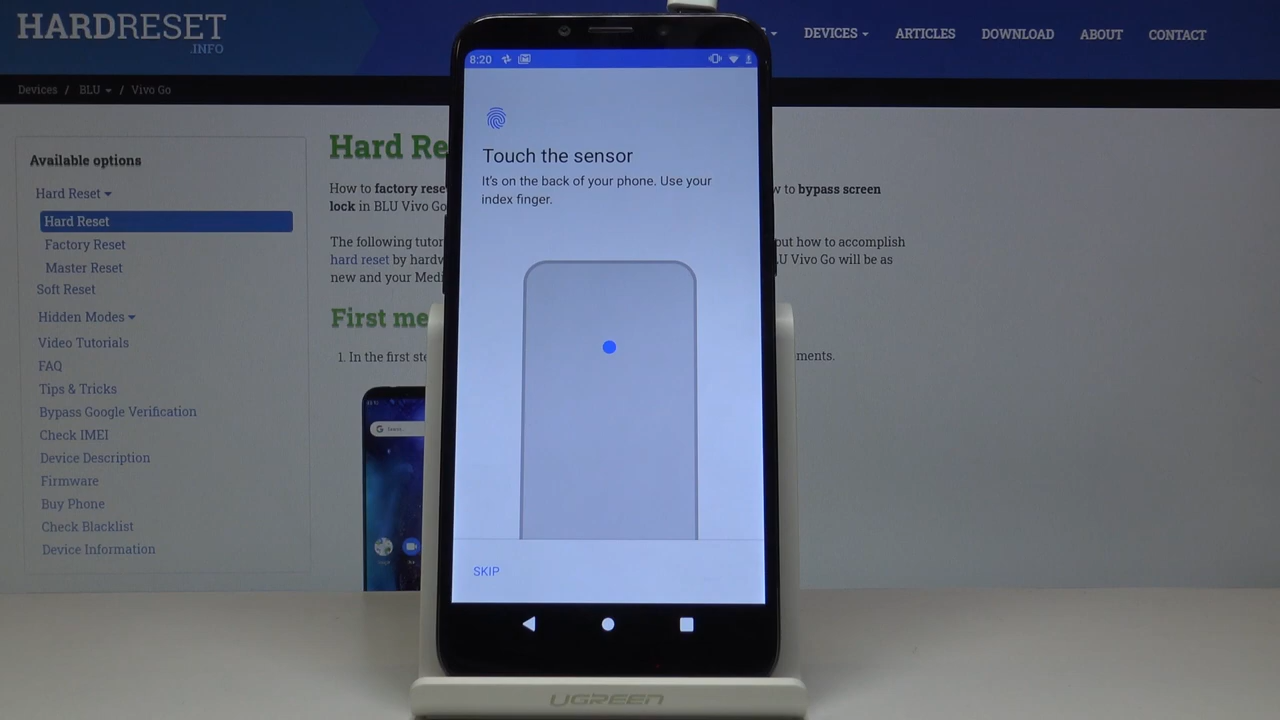 HARDRESET
.INFO
DEVICES
ARTICLES
DOWNLOAD
ABOUT
CONTACT
Devices / BLU / Vivo Go
Available options
Hard Reset
Hard Reset
Factory Reset
Master Reset
Soft Reset
Hidden Modes
Video Tutorials
FAQ
Tips & Tricks
Bypass Google Verification
Check IMEI
Device Description
Firmware
Buy Phone
Check Blacklist
Device Information
Hard Re
How to factory rese
w to bypass screen
lock in BLU Vivo Go
The following tutor
out how to accomplish
hard reset by hardw
U Vivo Go will be as
new and your Medi
First me
1. In the first ste
ments.
8:20
Touch the sensor
It's on the back of your phone. Use your
index finger.
SKIP
UGREEN